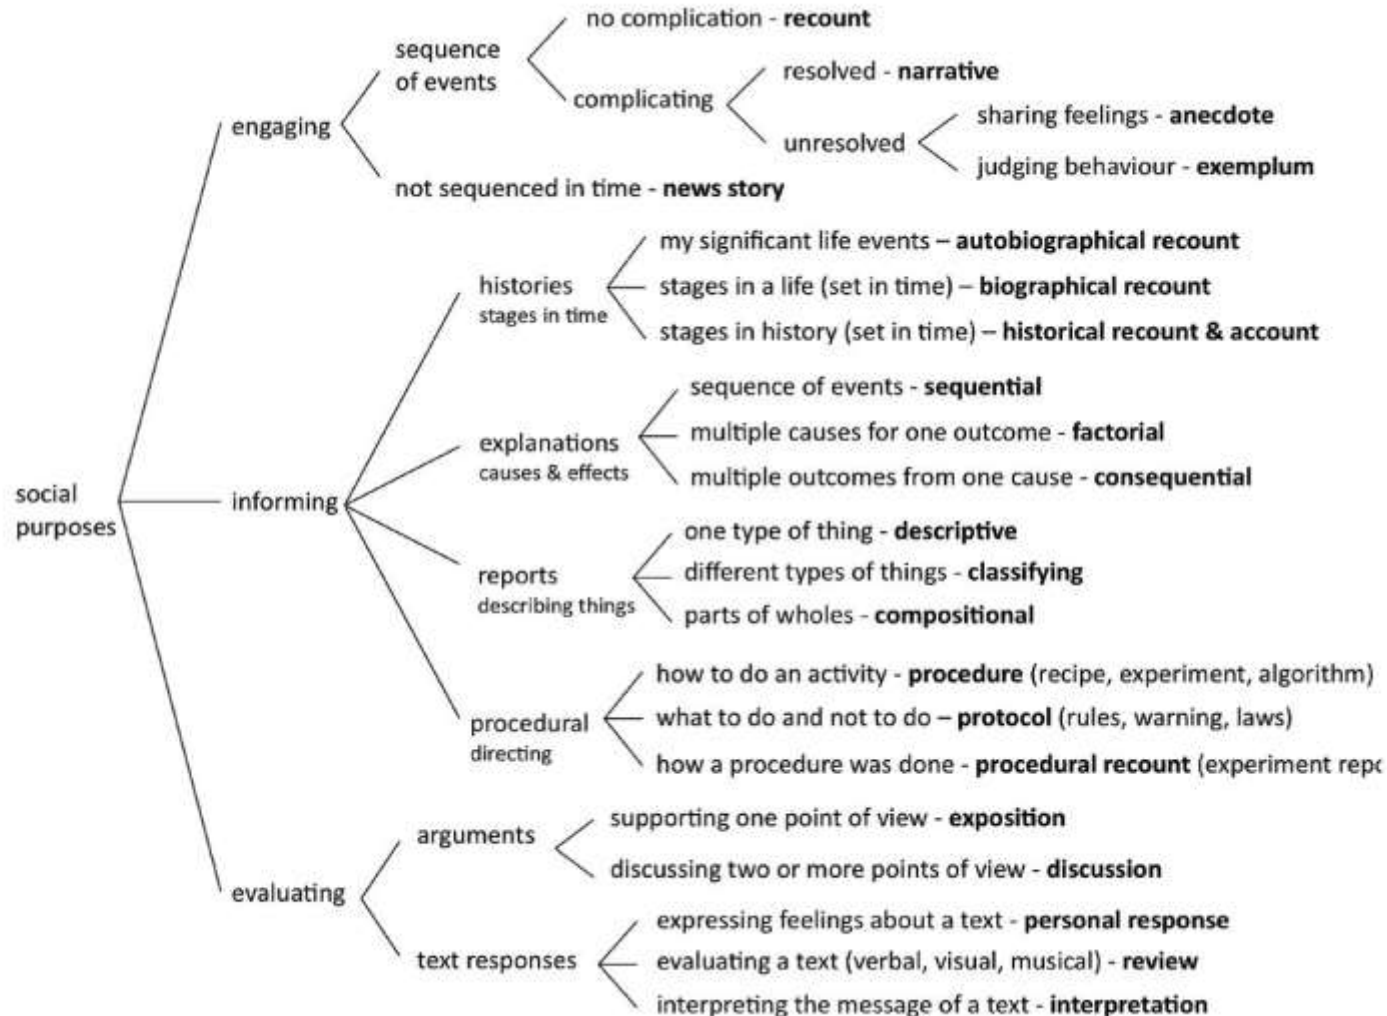 no complication - recount
sequence
of events
resolved - narrative
complicating
sharing feelings - anecdote
engaging
unresolved
judging behaviour - exemplum
not sequenced in time - news story
my significant life events – autobiographical recount
histories
stages in time
stages in a life (set in time) – biographical recount
stages in history (set in time) – historical recount & account
sequence of events - sequential
explanations
causes & effects
multiple causes for one outcome - factorial
multiple outcomes from one cause - consequential
social
purposes
informing
one type of thing - descriptive
reports
describing things
different types of things - classifying
parts of wholes - compositional
how to do an activity - procedure (recipe, experiment, algorithm)
procedural
directing
what to do and not to do – protocol (rules, warning, laws)
how a procedure was done - procedural recount (experiment repo
supporting one point of view - exposition
arguments
discussing two or more points of view - discussion
evaluating
expressing feelings about a text - personal response
text responses
evaluating a text (verbal, visual, musical) - review
interpreting the message of a text - interpretation